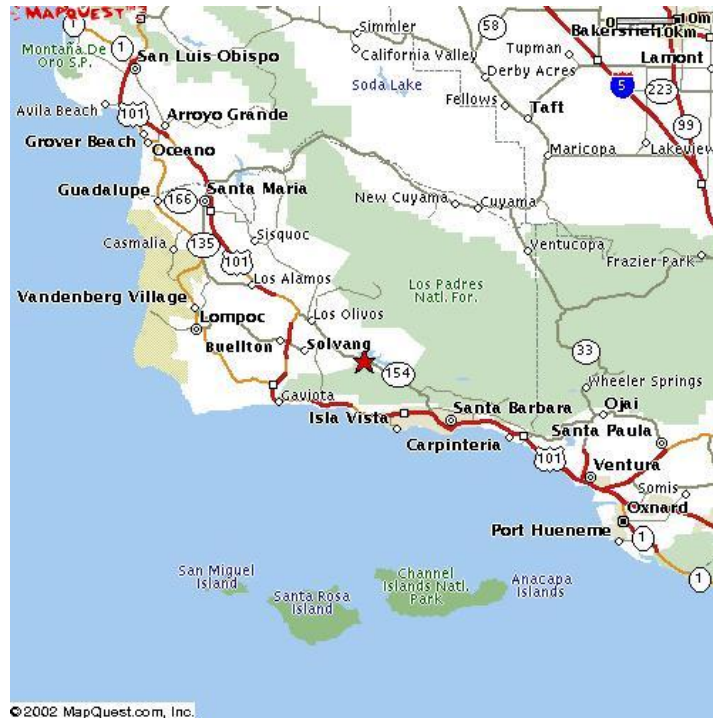 MAPQUEST
1
1
Montaña De
Oro S.P.
San Luis Obispo
Avila Beach
101
Arroyo Grande
Grover Beach
Oceano
Simmler
California Valley
Soda Lake
58
Tupman
Derby Acres
Fellows
Taft
Maricopa
0 10m
10km
Bakersfield
Lamont
5
223
99
Lakeview
Guadalupe
166
Santa Maria
New Cuyama
Cuyama
Casmalia
135
Sisquoc
101
Ventucopa
Frazier Park
Los Alamos
Los Padres
Natl. For.
Vandenberg Village
Lompoc
Los Olivos
Buellton
Solvang
154
33
Wheeler Springs
Gaviota
Isla Vista
Santa Barbara
Ojai
Carpinteria
Santa Paula
101
Ventura
Somis
Oxnard
Port Hueneme
1
1
San Miguel
Island
Santa Rosa
Island
Channel
Islands Natl.
Park
Anacapa
Islands
©2002 MapQuest.com, Inc.